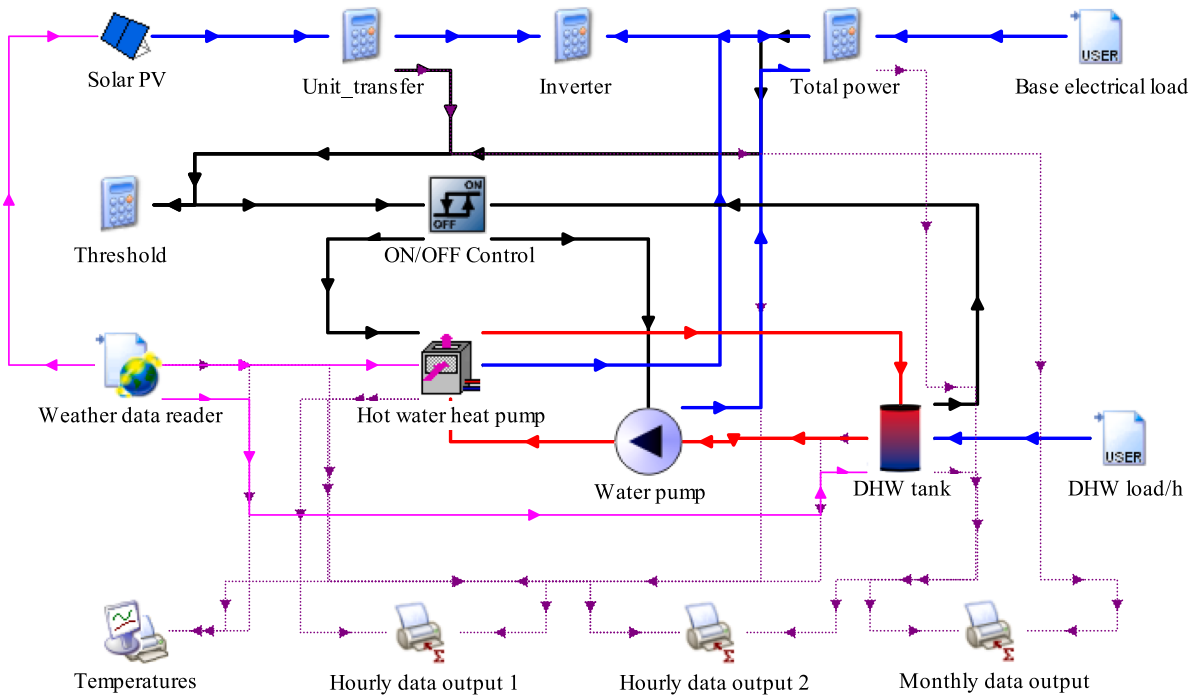 USER
Solar PV
Unit_transfer
Inverter
Total power
Base electrical load
ON
OFF
Threshold
ON/OFF Control
Weather data reader
Hot water heat pump
USER
Water pump
DHW tank
DHW load/h
Σ
Σ
Σ
Temperatures
Hourly data output 1
Hourly data output 2
Monthly data output